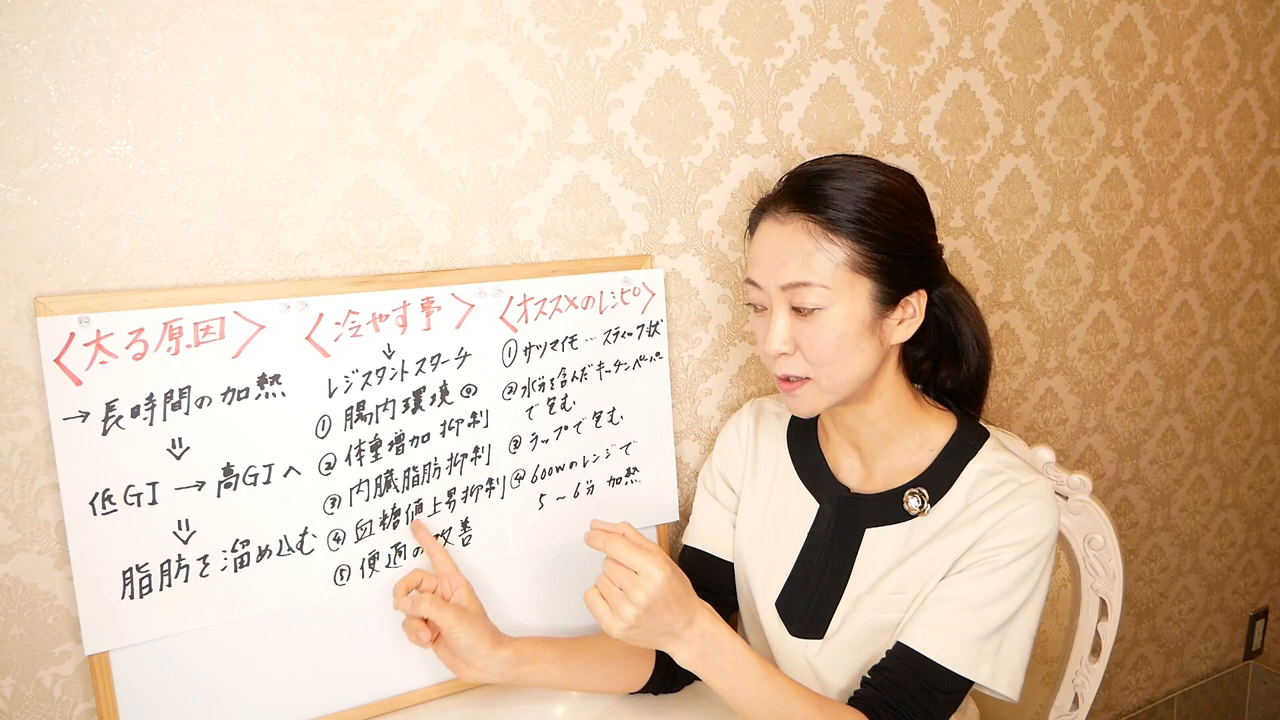 〈太る原因〉
→長時間の加熱
⇓
低GI→高GIへ
⇓
脂肪を溜め込む
〈冷やす事〉
↓
レジスタントスターチ
① 腸内環境◎
② 体重増加抑制
③ 内臓脂肪抑制
④ 血糖値上昇抑制
⑤ 便通の改善
〈オススメのレシピ〉
① サツマイモ…スティック状
② 水分を含んだキッチンペーパー
で包む
③ ラップで包む
④ 600Wのレンジで
5〜6分 加熱